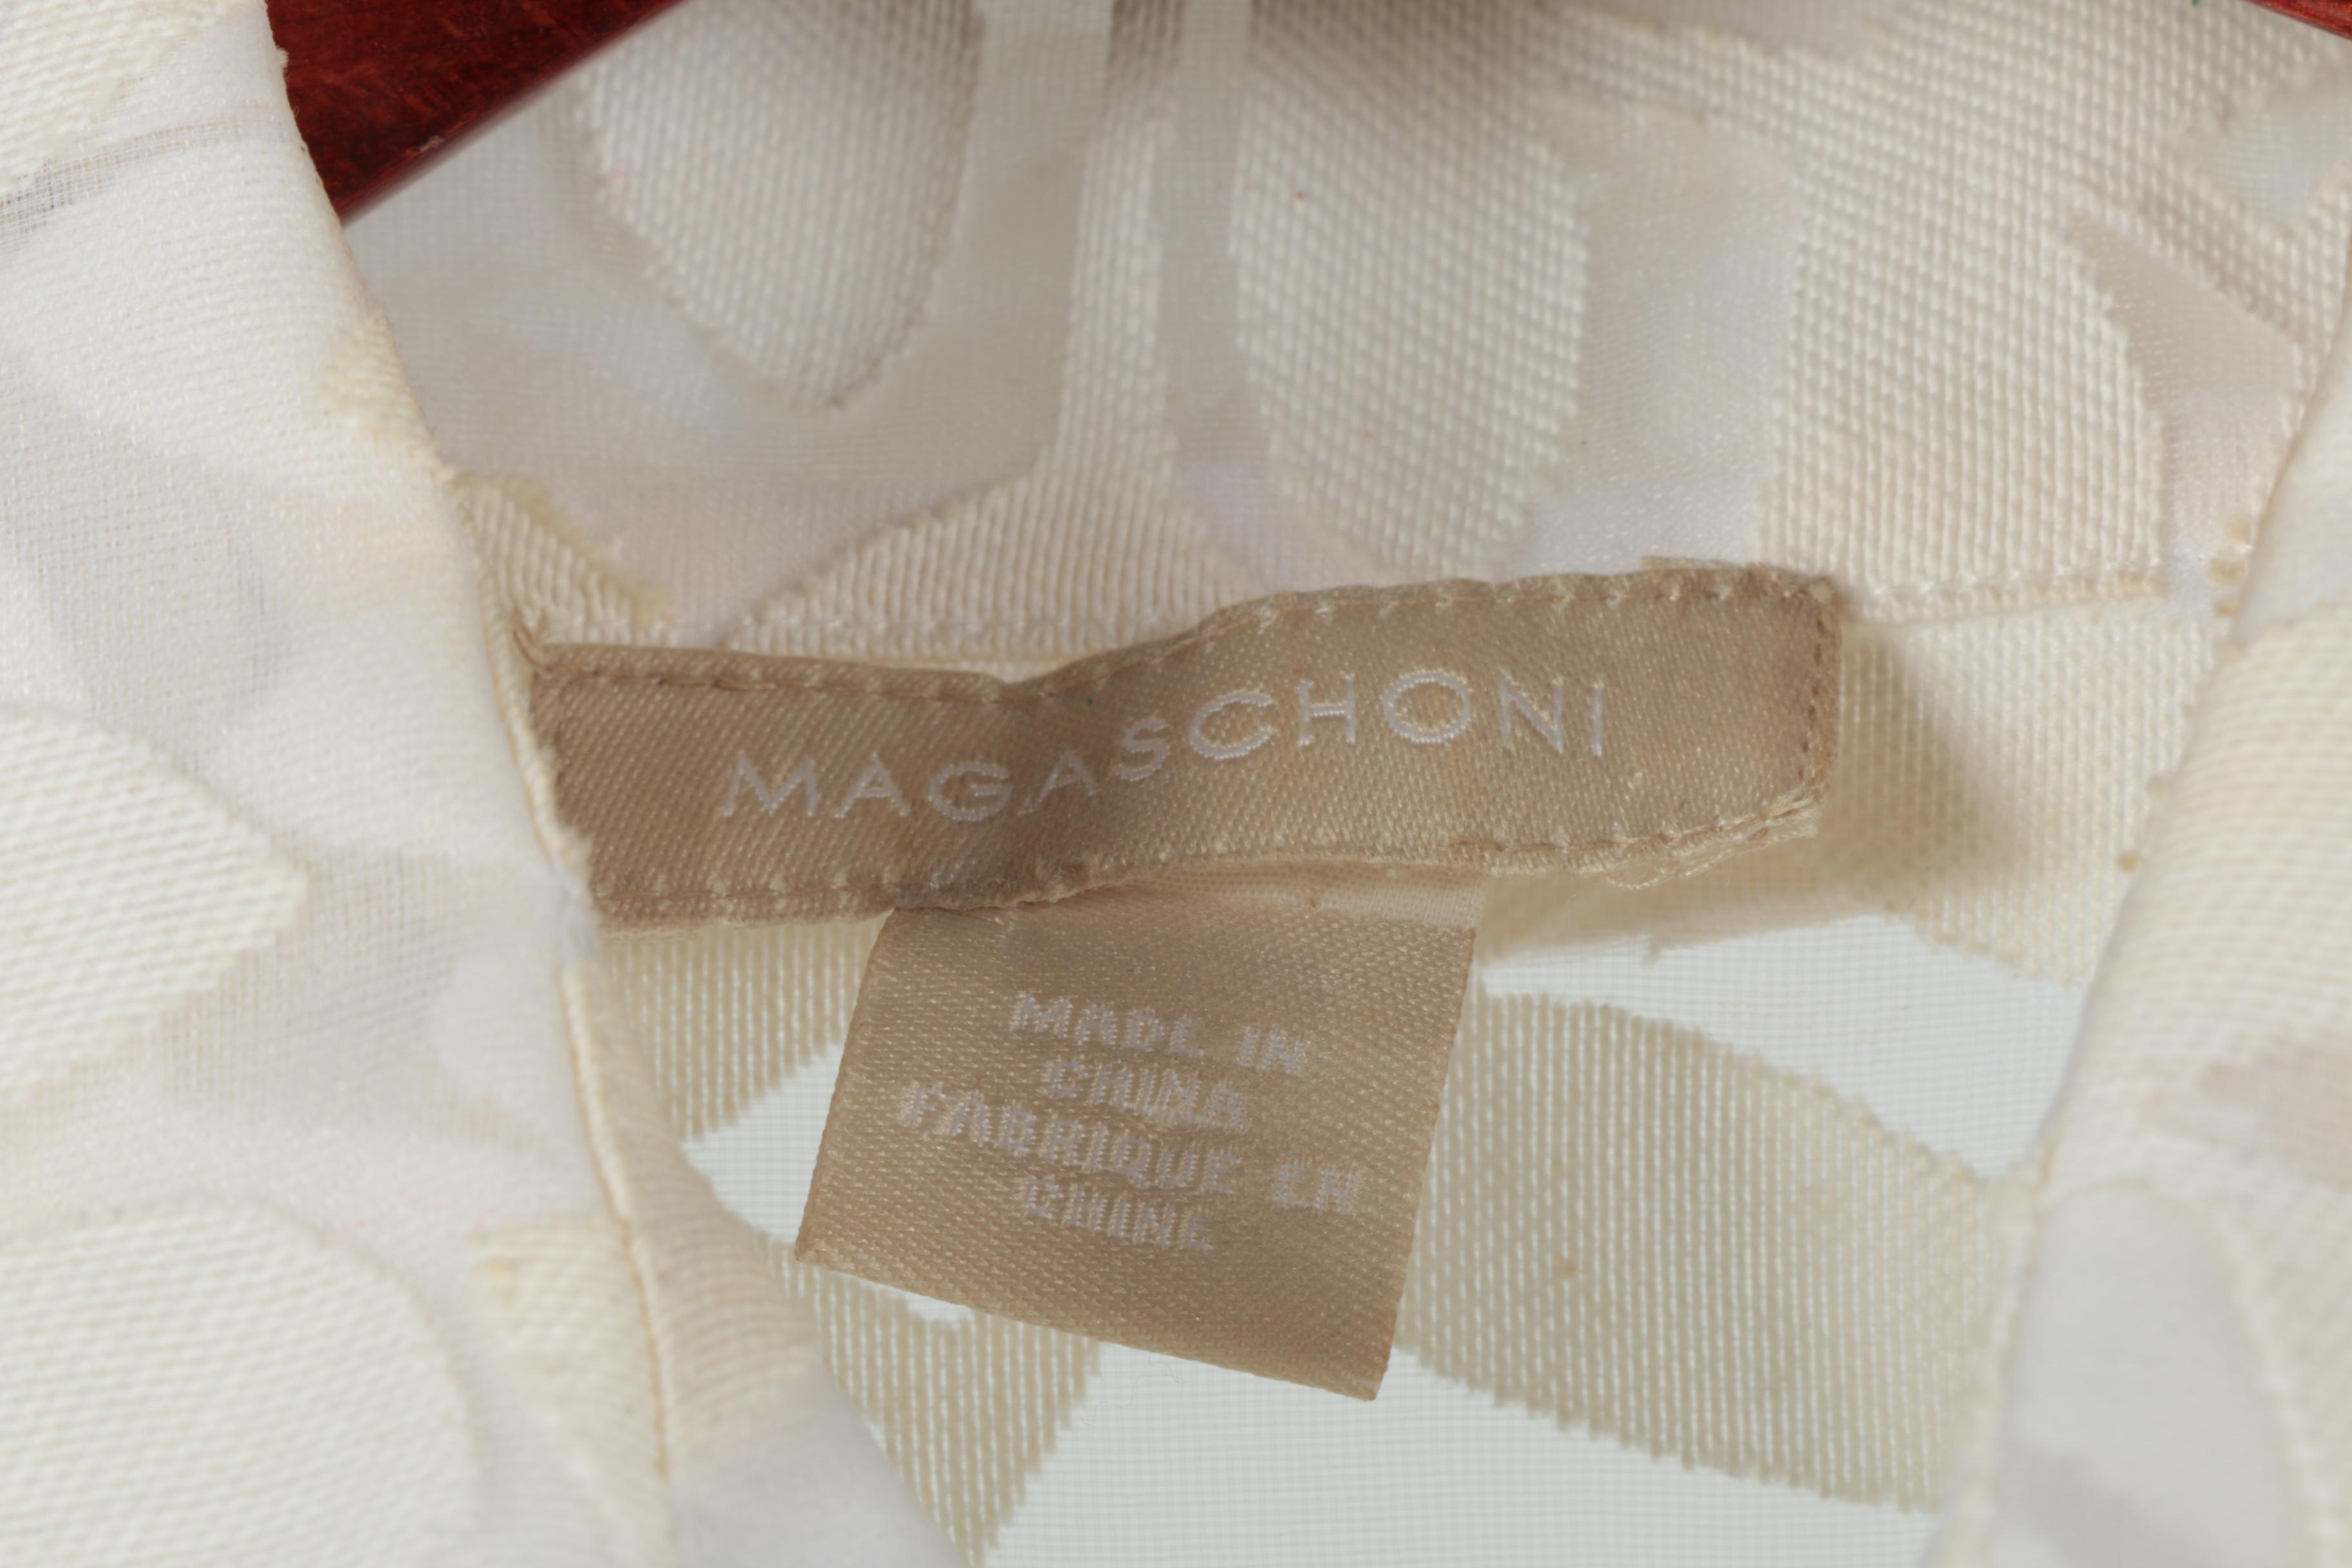 MAGASCHONI
MADE IN
CHINA
FABRIQUE EN
CHINE